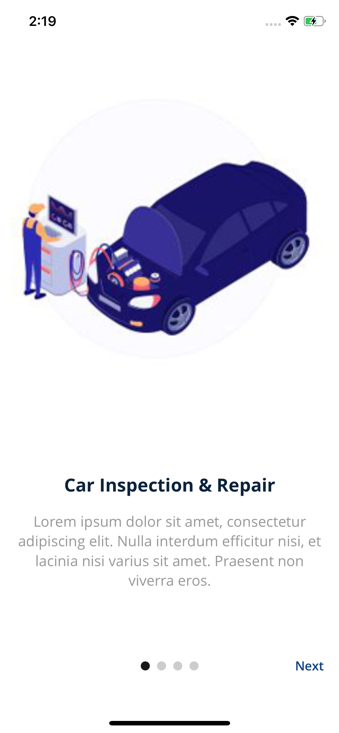 2:19
Car Inspection & Repair
Lorem ipsum dolor sit amet, consectetur
adipiscing elit. Nulla interdum efficitur nisi, et
lacinia nisi varius sit amet. Praesent non
viverra eros.
Next